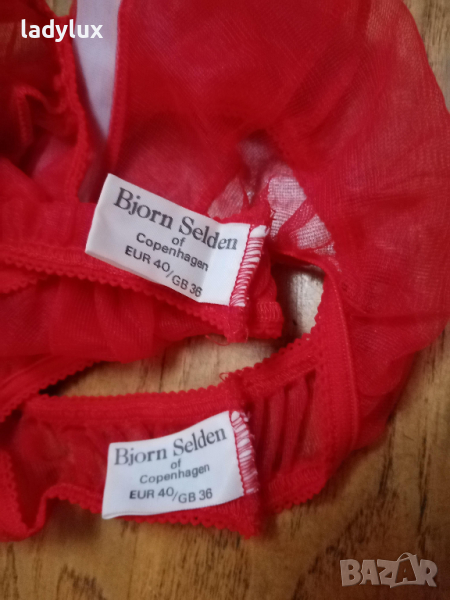 ladylux
Bjorn Selden
of
Copenhagen
EUR 40/GB 36
Bjorn Selden
of
Copenhagen
EUR 40/GB 36
BAZAR